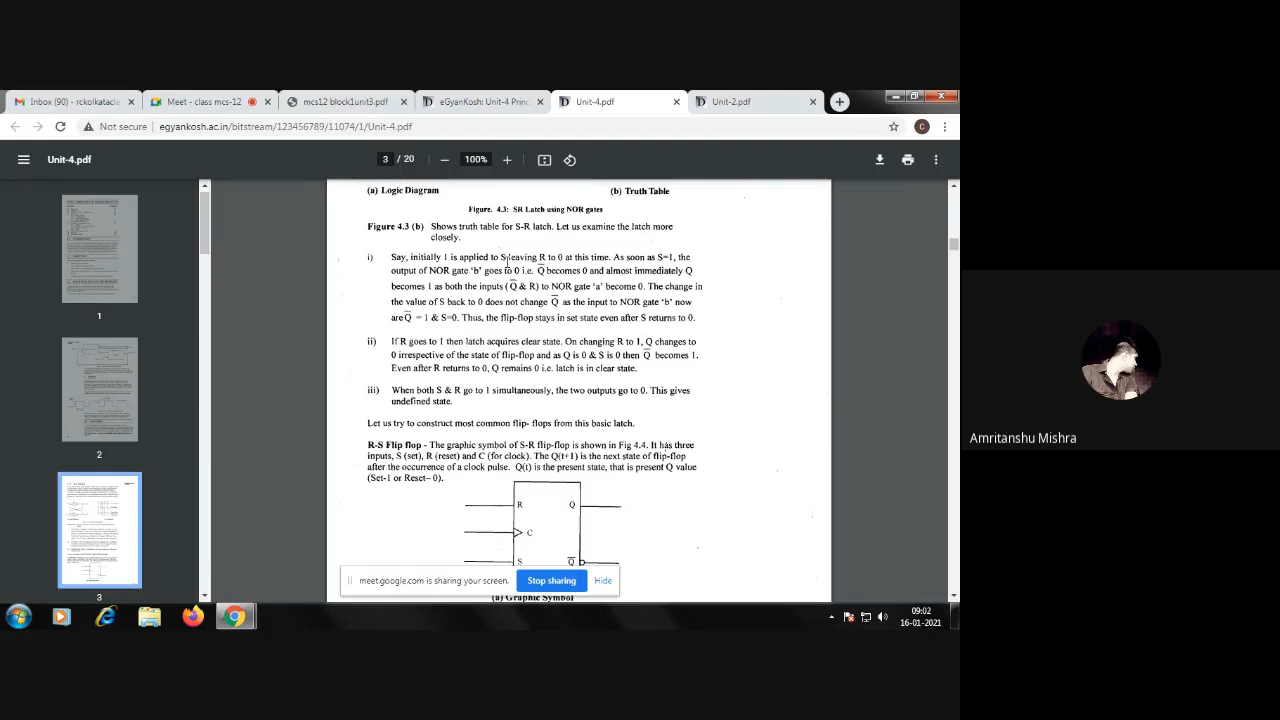 Inbox (90) - rckolkatacla
Meet - class mcs-12
mcs12 block1unit3.pdf
eGyanKosh: Unit-4 Princ
Unit-4.pdf
Unit-2.pdf
Not secure | egyankosh.ac.in/bitstream/123456789/11074/1/Unit-4.pdf
C
Unit-4.pdf
3 / 20
100%
(a) Logic Diagram
(b) Truth Table
Figure. 4.3: SR Latch using NOR gates
Figure 4.3 (b) Shows truth table for S-R latch. Let us examine the latch more
closely.
i) Say, initially 1 is applied to S leaving R to 0 at this time. As soon as S=1, the
output of NOR gate ‘b’ goes to 0 i.e. Q̅ becomes 0 and almost immediately Q
becomes 1 as both the inputs (Q̅ & R) to NOR gate ‘a’ become 0. The change in
the value of S back to 0 does not change Q̅ as the input to NOR gate ‘b’ now
are Q̅ = 1 & S=0. Thus, the flip-flop stays in set state even after S returns to 0.
ii) If R goes to 1 then latch acquires clear state. On changing R to 1, Q changes to
0 irrespective of the state of flip-flop and as Q is 0 & S is 0 then Q̅ becomes 1.
Even after R returns to 0, Q remains 0 i.e. latch is in clear state.
iii) When both S & R go to 1 simultaneously, the two outputs go to 0. This gives
undefined state.
Let us try to construct most common flip- flops from this basic latch.
R-S Flip flop - The graphic symbol of S-R flip-flop is shown in Fig 4.4. It has three
inputs, S (set), R (reset) and C (for clock). The Q(t+1) is the next state of flip-flop
after the occurrence of a clock pulse. Q(t) is the present state, that is present Q value
(Set-1 or Reset– 0).
R Q
C
S Q̅
(a) Graphic Symbol
1
2
3
meet.google.com is sharing your screen.
Stop sharing
Hide
09:02
16-01-2021
Amritanshu Mishra